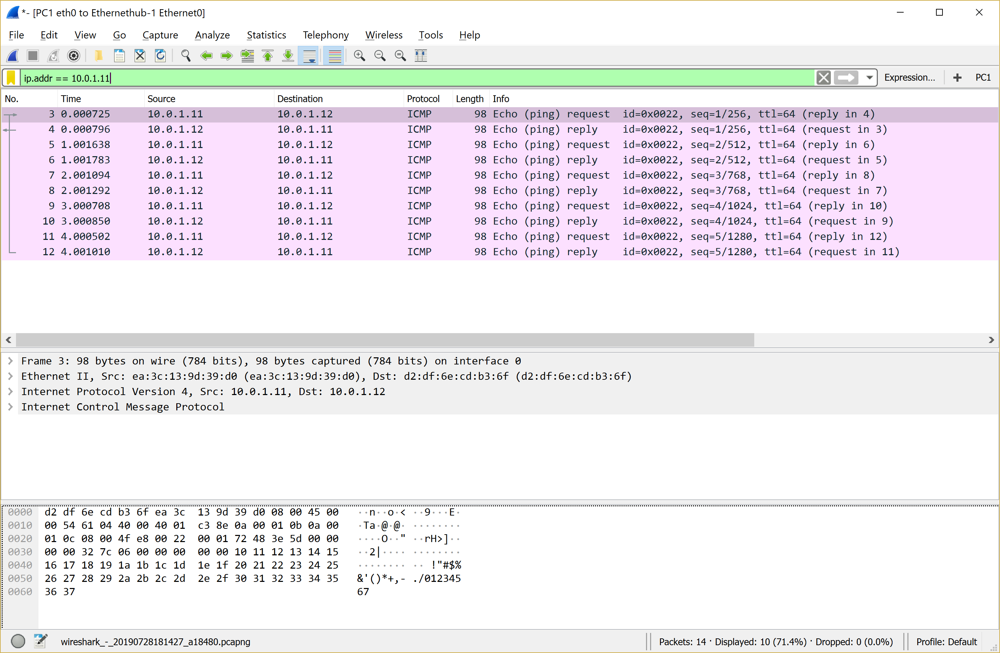 *- [PC1 eth0 to Ethernethub-1 Ethernet0]
File Edit View Go Capture Analyze Statistics Telephony Wireless Tools Help
ip.addr == 10.0.1.11 Expression... + PC1
No. Time Source Destination Protocol Length Info
3 0.000725 10.0.1.11 10.0.1.12 ICMP 98 Echo (ping) request id=0x0022, seq=1/256, ttl=64 (reply in 4)
4 0.000796 10.0.1.12 10.0.1.11 ICMP 98 Echo (ping) reply id=0x0022, seq=1/256, ttl=64 (request in 3)
5 1.001638 10.0.1.11 10.0.1.12 ICMP 98 Echo (ping) request id=0x0022, seq=2/512, ttl=64 (reply in 6)
6 1.001783 10.0.1.12 10.0.1.11 ICMP 98 Echo (ping) reply id=0x0022, seq=2/512, ttl=64 (request in 5)
7 2.001094 10.0.1.11 10.0.1.12 ICMP 98 Echo (ping) request id=0x0022, seq=3/768, ttl=64 (reply in 8)
8 2.001292 10.0.1.12 10.0.1.11 ICMP 98 Echo (ping) reply id=0x0022, seq=3/768, ttl=64 (request in 7)
9 3.000708 10.0.1.11 10.0.1.12 ICMP 98 Echo (ping) request id=0x0022, seq=4/1024, ttl=64 (reply in 10)
10 3.000850 10.0.1.12 10.0.1.11 ICMP 98 Echo (ping) reply id=0x0022, seq=4/1024, ttl=64 (request in 9)
11 4.000502 10.0.1.11 10.0.1.12 ICMP 98 Echo (ping) request id=0x0022, seq=5/1280, ttl=64 (reply in 12)
12 4.001010 10.0.1.12 10.0.1.11 ICMP 98 Echo (ping) reply id=0x0022, seq=5/1280, ttl=64 (request in 11)
Frame 3: 98 bytes on wire (784 bits), 98 bytes captured (784 bits) on interface 0
Ethernet II, Src: ea:3c:13:9d:39:d0 (ea:3c:13:9d:39:d0), Dst: d2:df:6e:cd:b3:6f (d2:df:6e:cd:b3:6f)
Internet Protocol Version 4, Src: 10.0.1.11, Dst: 10.0.1.12
Internet Control Message Protocol
0000 d2 df 6e cd b3 6f ea 3c 13 9d 39 d0 08 00 45 00 ··n··o·< ··9···E·
0010 00 54 61 04 40 00 40 01 c3 8e 0a 00 01 0b 0a 00 ·Ta·@·@· ········
0020 01 0c 08 00 4f e8 00 22 00 01 72 48 3e 5d 00 00 ····O··" ··rH>]··
0030 00 00 32 7c 06 00 00 00 00 00 10 11 12 13 14 15 ··2|···· ········
0040 16 17 18 19 1a 1b 1c 1d 1e 1f 20 21 22 23 24 25 ········ ·· !"#$%
0050 26 27 28 29 2a 2b 2c 2d 2e 2f 30 31 32 33 34 35 &'()*+,- ./012345
0060 36 37 67
wireshark_-_20190728181427_a18480.pcapng Packets: 14 · Displayed: 10 (71.4%) · Dropped: 0 (0.0%) Profile: Default